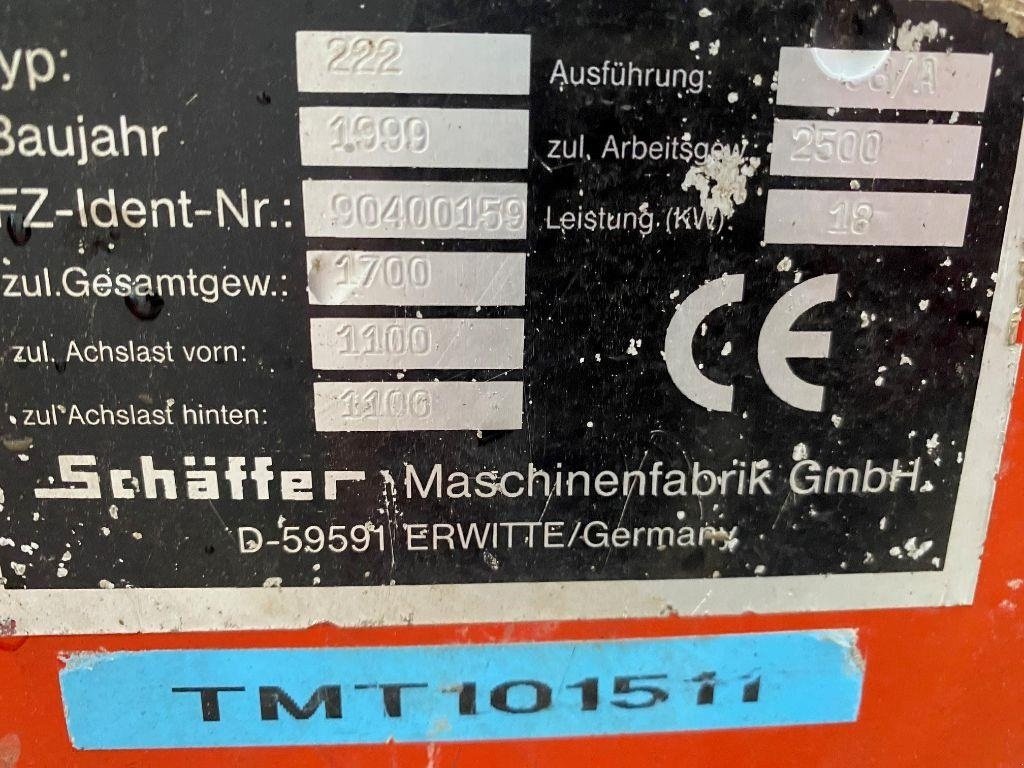 yp: 222 Ausführung: /A
Baujahr 1999 zul. Arbeitsgew.: 2500
FZ-Ident-Nr.: 90400159 Leistung (KW): 18
zul.Gesamtgew.: 1700
zul. Achslast vorn: 1100
zul Achslast hinten: 1100
CE
Schäffer Maschinenfabrik GmbH
D-59591 ERWITTE/Germany
TMT101511